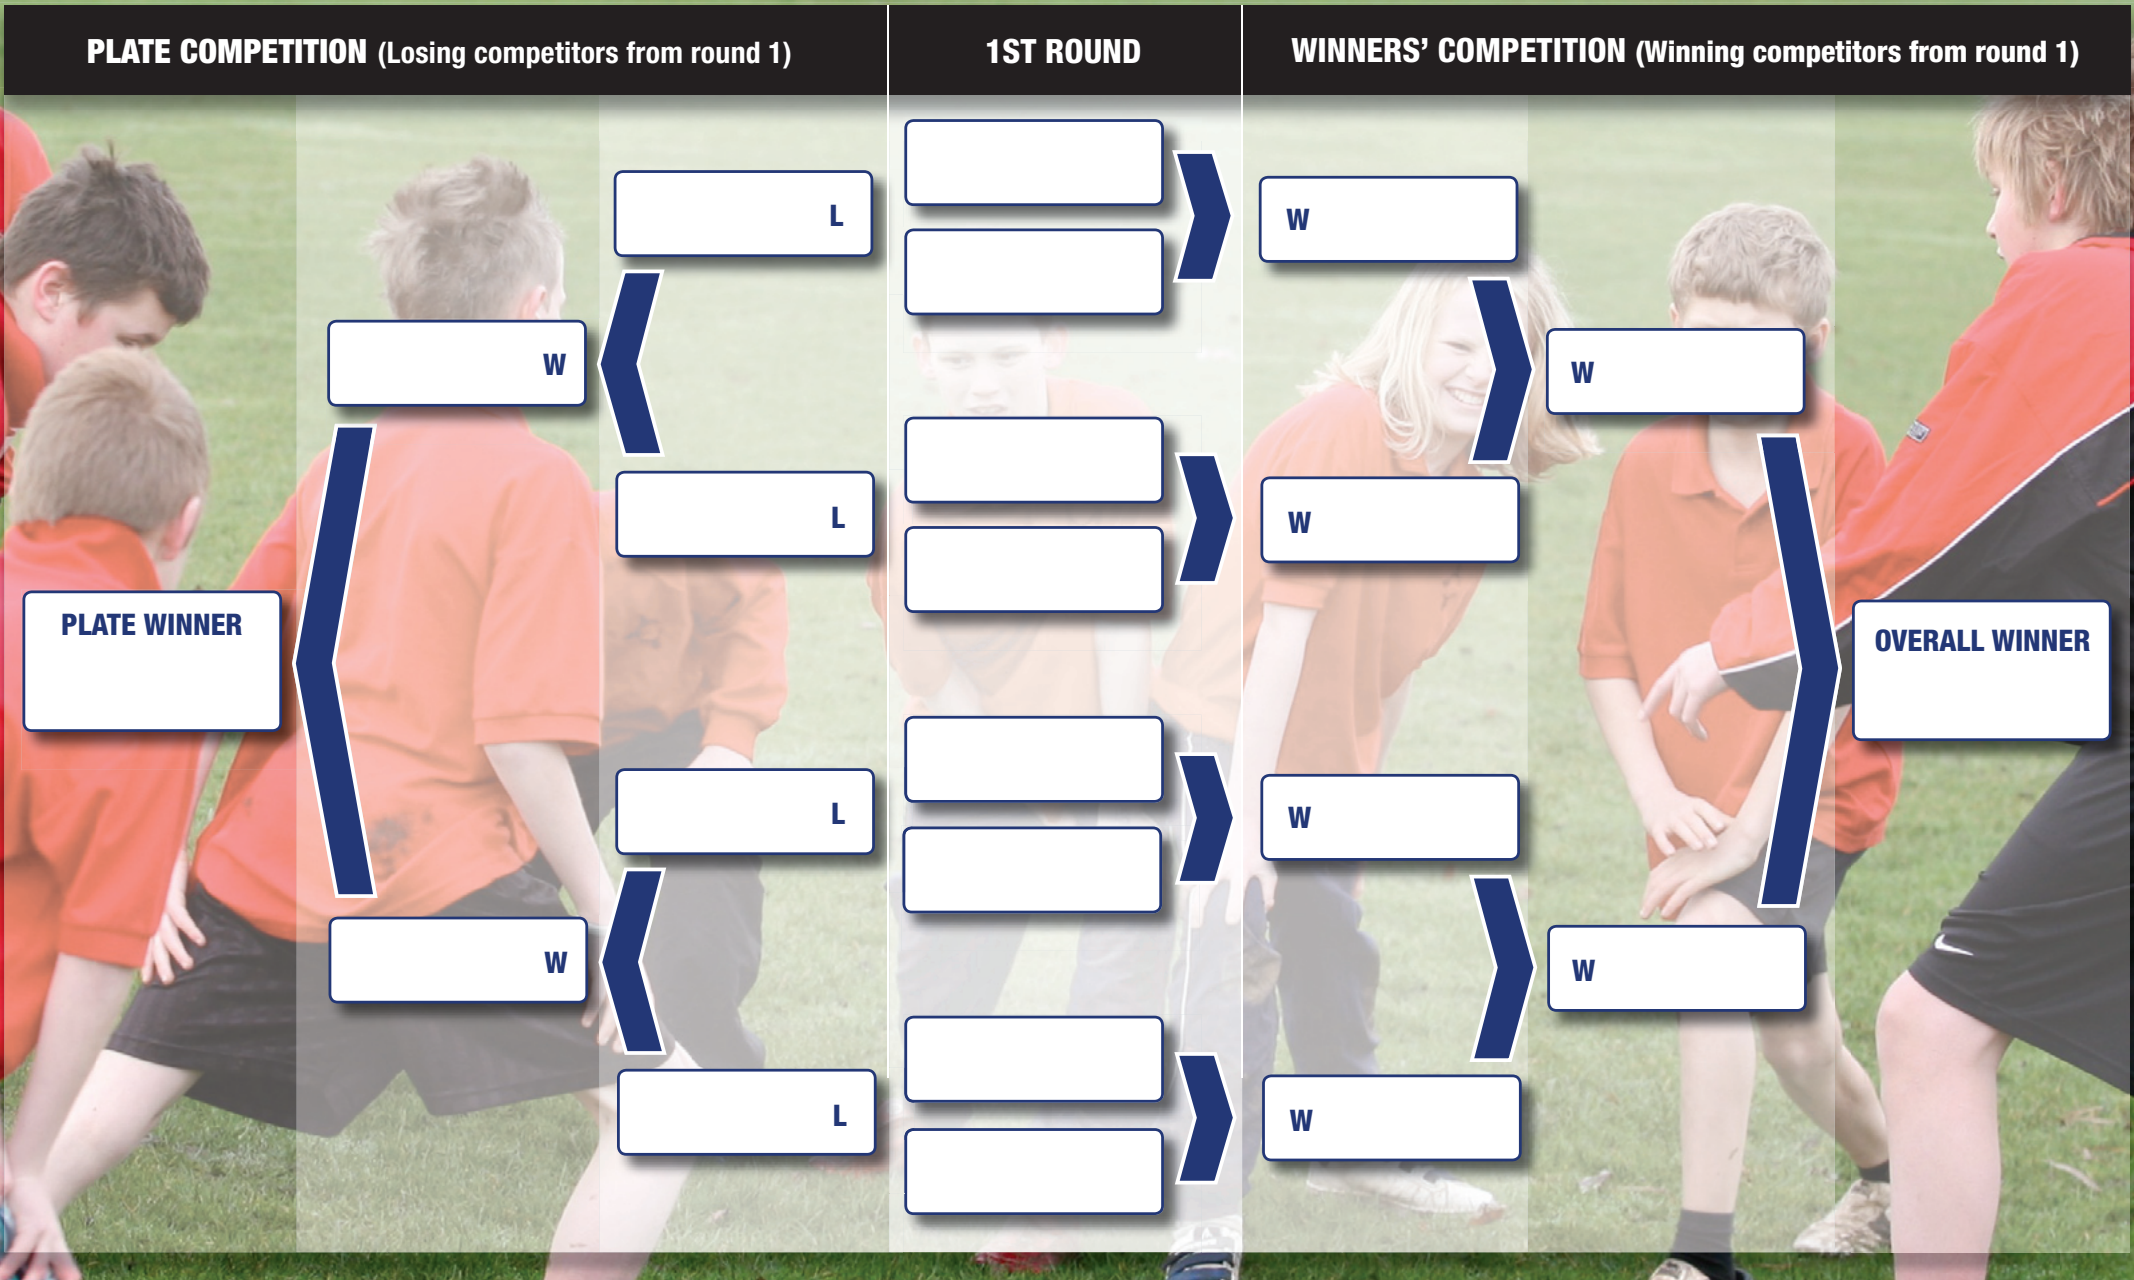 PLATE COMPETITION (Losing competitors from round 1)
1ST ROUND
WINNERS’ COMPETITION (Winning competitors from round 1)
L
W
W
W
L
W
PLATE WINNER
OVERALL WINNER
L
W
W
W
L
W